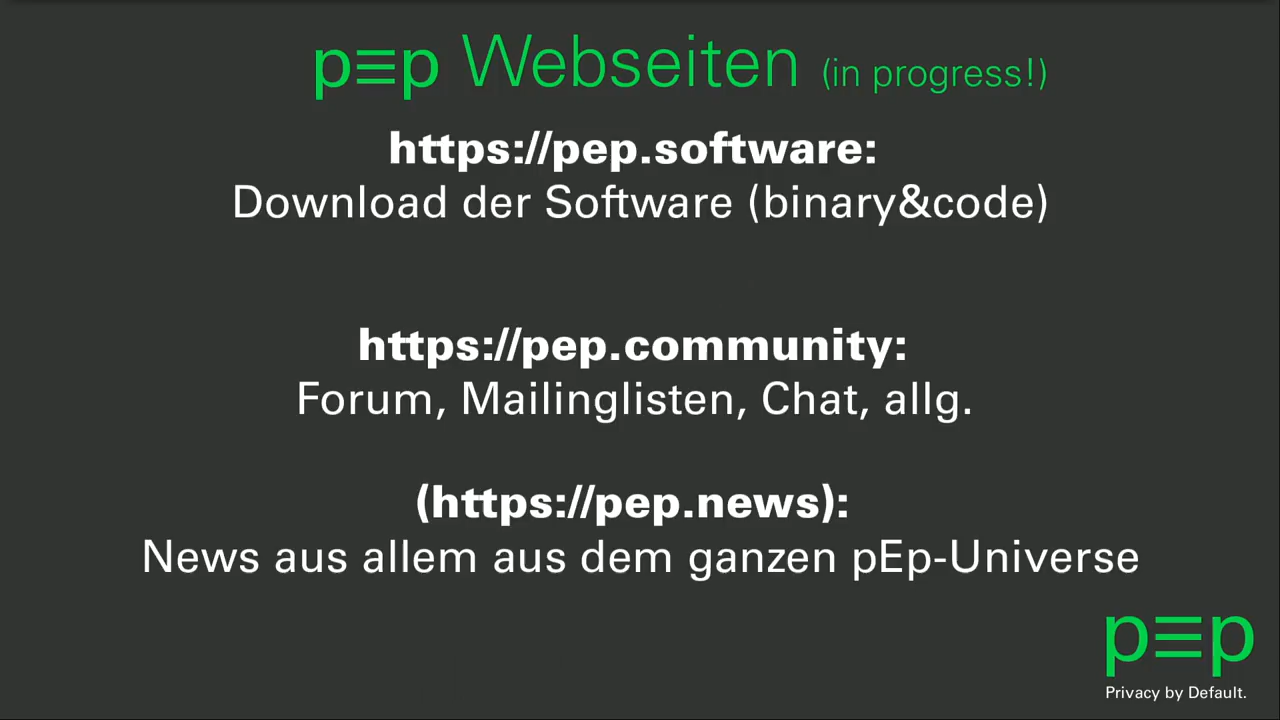 p≡p Webseiten (in progress!)
https://pep.software:
Download der Software (binary&code)
https://pep.community:
Forum, Mailinglisten, Chat, allg.
(https://pep.news):
News aus allem aus dem ganzen pEp-Universe
p≡p
Privacy by Default.